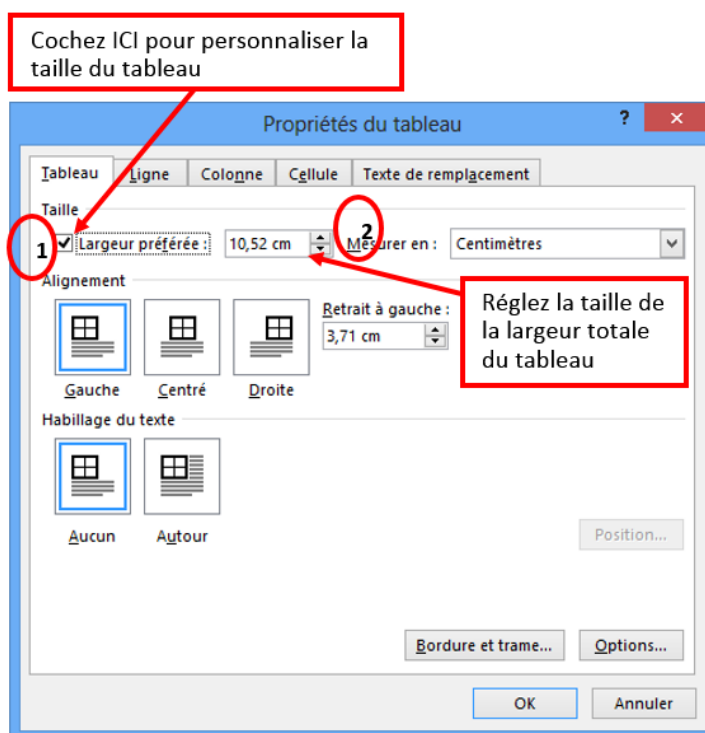 Cochez ICI pour personnaliser la
taille du tableau
Propriétés du tableau ? ×
Tableau Ligne Colonne Cellule Texte de remplacement
Taille
1 Largeur préférée : 10,52 cm 2 Mesurer en : Centimètres
Alignement
Retrait à gauche :
3,71 cm
Réglez la taille de
la largeur totale
du tableau
Gauche Centré Droite
Habillage du texte
Aucun Autour
Position...
Bordure et trame... Options...
OK Annuler